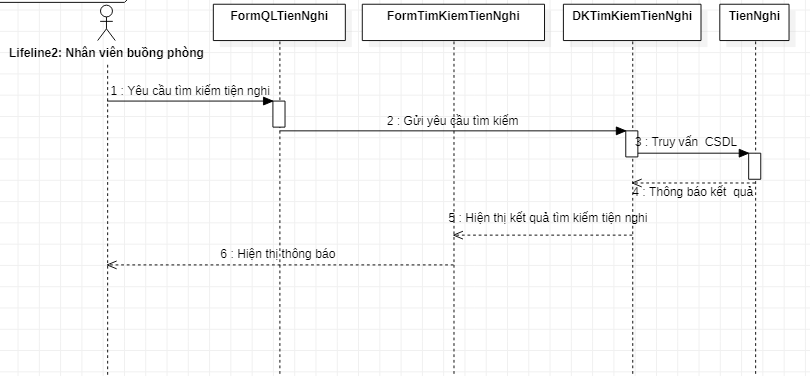 FormQLTienNghi
FormTimKiemTienNghi
DKTimKiemTienNghi
TienNghi
Lifeline2: Nhân viên buồng phòng
1 : Yêu cầu tìm kiếm tiện nghi
2 : Gửi yêu cầu tìm kiếm
3 : Truy vấn CSDL
4 : Thông báo kết quả
5 : Hiện thị kết quả tìm kiếm tiện nghi
6 : Hiện thị thông báo